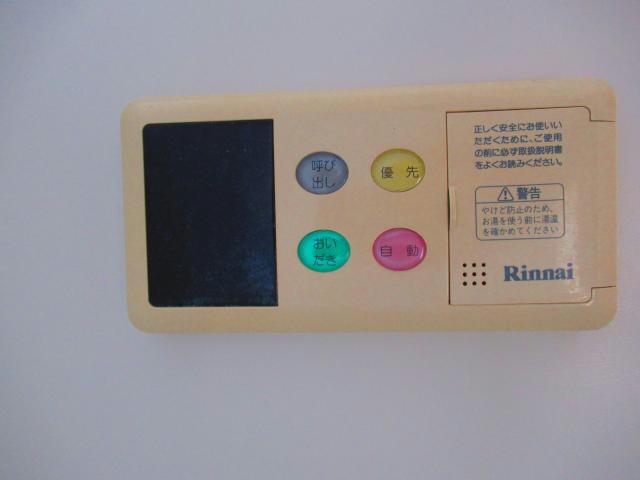 呼び
出し
優先
おい
だき
自動
正しく安全にお使いい
ただくために、ご使用
の前に必ず取扱説明書
をよくお読みください。
警告
やけど防止のため、
お湯を使う前に湯温
を確かめてください
Rinnai